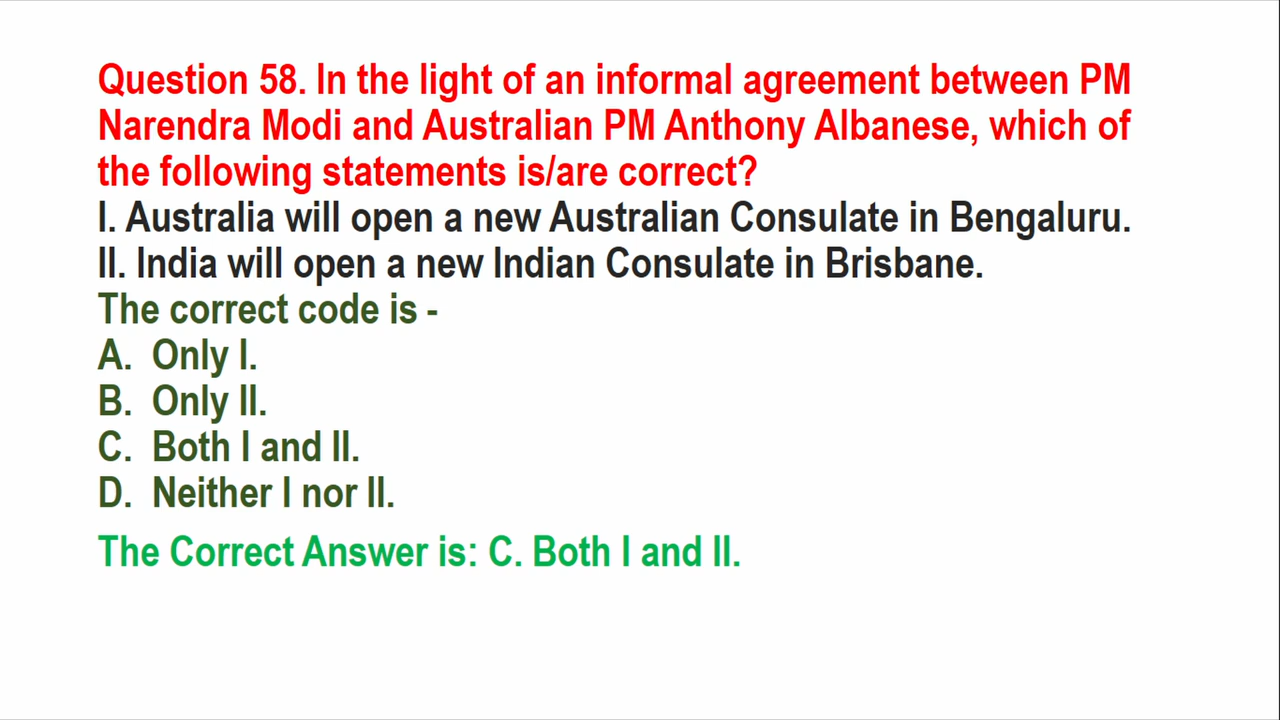 Question 58. In the light of an informal agreement between PM
Narendra Modi and Australian PM Anthony Albanese, which of
the following statements is/are correct?
I. Australia will open a new Australian Consulate in Bengaluru.
II. India will open a new Indian Consulate in Brisbane.
The correct code is -
A. Only I.
B. Only II.
C. Both I and II.
D. Neither I nor II.
The Correct Answer is: C. Both I and II.